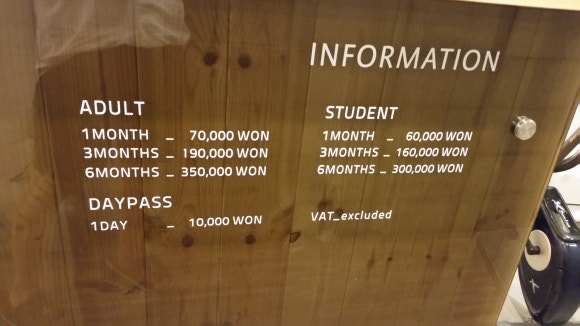 INFORMATION
ADULT
1MONTH _ 70,000 WON
3MONTHS _ 190,000 WON
6MONTHS _ 350,000 WON
DAYPASS
1DAY _ 10,000 WON
STUDENT
1MONTH _ 60,000 WON
3MONTHS _ 160,000 WON
6MONTHS _ 300,000 WON
VAT_excluded